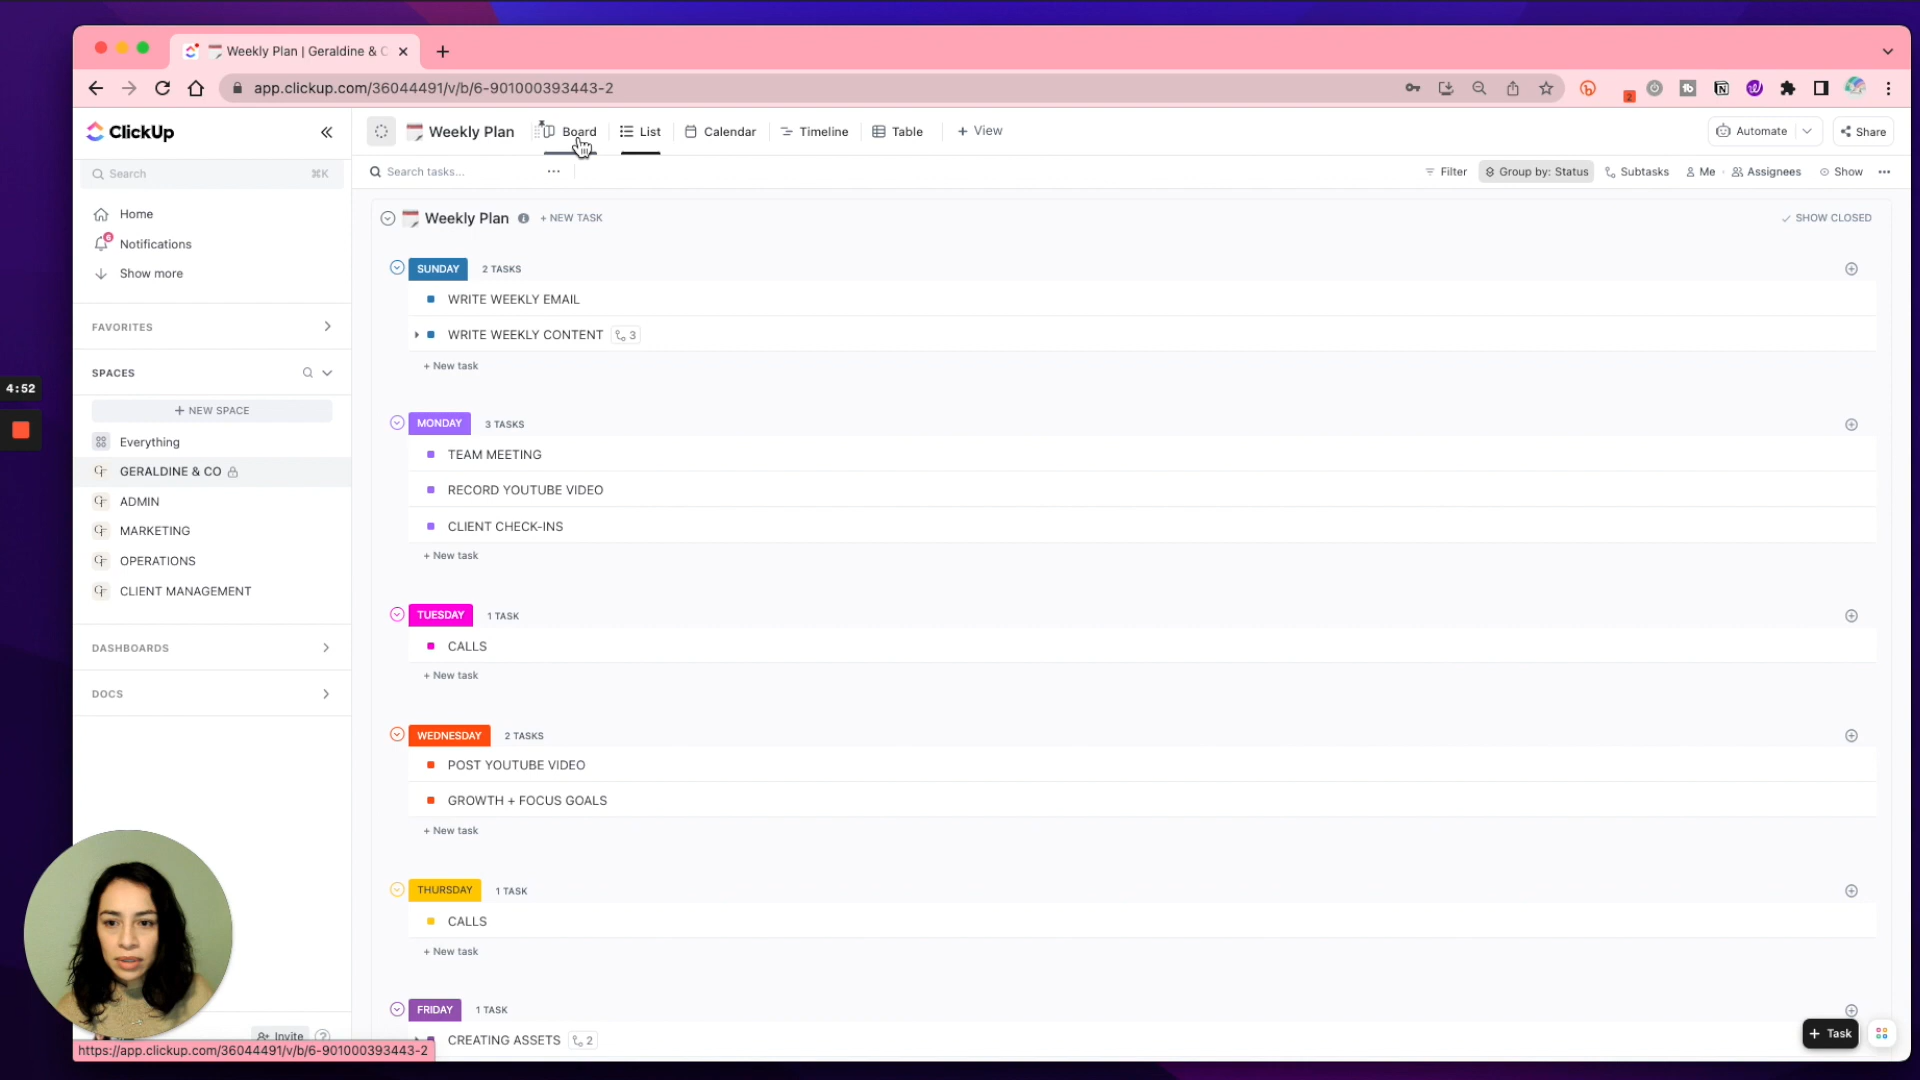 Weekly Plan | Geraldine & C
app.clickup.com/36044491/v/b/6-901000393443-2
2
ClickUp
Weekly Plan
Board
List
Calendar
Timeline
Table
+ View
Automate
Share
Search
⌘K
Search tasks...
Filter
Group by: Status
Subtasks
Me
Assignees
Show
Home
6
Notifications
Show more
FAVORITES
SPACES
+ NEW SPACE
Everything
GERALDINE & CO
ADMIN
MARKETING
OPERATIONS
CLIENT MANAGEMENT
DASHBOARDS
DOCS
Invite
4:52
Weekly Plan
+ NEW TASK
SHOW CLOSED
SUNDAY 2 TASKS
WRITE WEEKLY EMAIL
WRITE WEEKLY CONTENT 3
+ New task
MONDAY 3 TASKS
TEAM MEETING
RECORD YOUTUBE VIDEO
CLIENT CHECK-INS
+ New task
TUESDAY 1 TASK
CALLS
+ New task
WEDNESDAY 2 TASKS
POST YOUTUBE VIDEO
GROWTH + FOCUS GOALS
+ New task
THURSDAY 1 TASK
CALLS
+ New task
FRIDAY 1 TASK
CREATING ASSETS 2
+ Task
https://app.clickup.com/36044491/v/b/6-901000393443-2